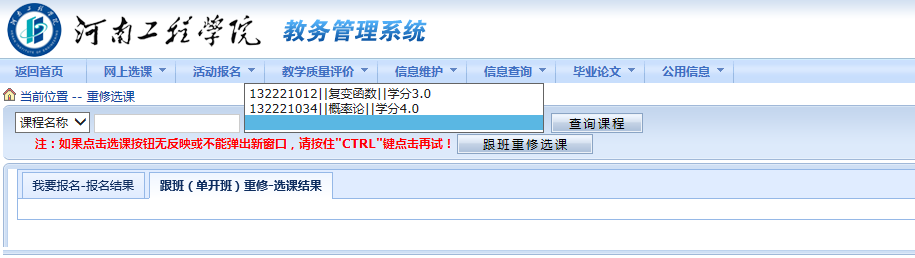 河南工程学院 教务管理系统
返回首页 网上选课 活动报名 教学质量评价 信息维护 信息查询 毕业论文 公用信息
当前位置 -- 重修选课
132221012||复变函数||学分3.0
132221034||概率论||学分4.0
课程名称 查询课程
注：如果点击选课按钮无反映或不能弹出新窗口，请按住"CTRL"键点击再试！ 跟班重修选课
我要报名-报名结果 跟班（单开班）重修-选课结果